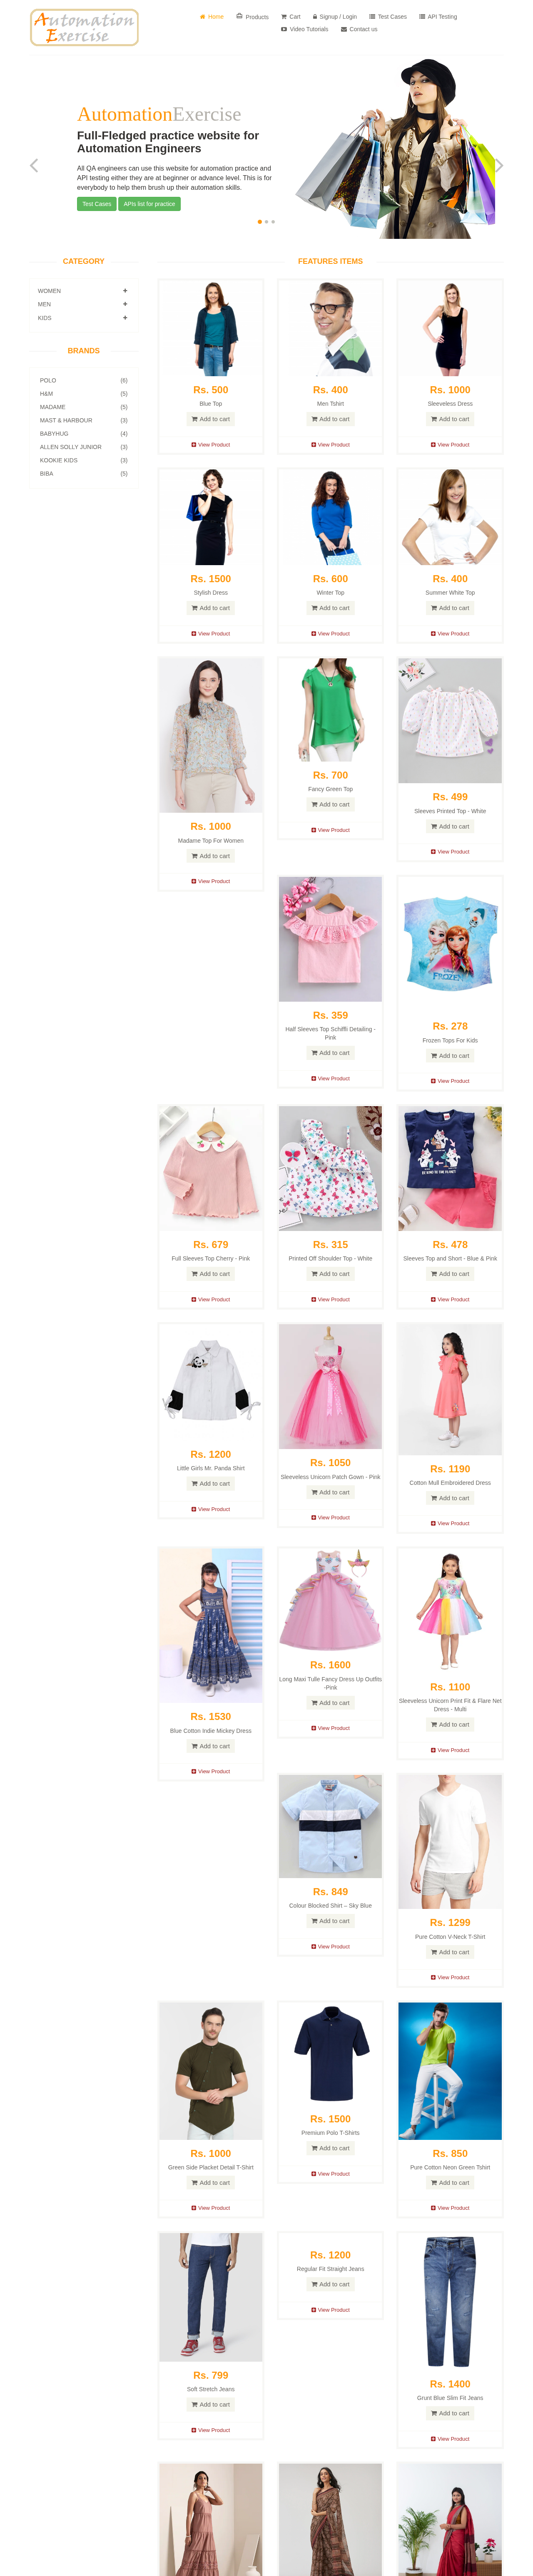 Automation
Exercise
Home
Products
Cart
Signup / Login
Test Cases
API Testing
Video Tutorials
Contact us
AutomationExercise
Full-Fledged practice website for
Automation Engineers
All QA engineers can use this website for automation practice and
API testing either they are at beginner or advance level. This is for
everybody to help them brush up their automation skills.
Test Cases
APIs list for practice
CATEGORY
WOMEN
MEN
KIDS
BRANDS
POLO (6)
H&M (5)
MADAME (5)
MAST & HARBOUR (3)
BABYHUG (4)
ALLEN SOLLY JUNIOR (3)
KOOKIE KIDS (3)
BIBA (5)
FEATURES ITEMS
Rs. 500
Blue Top
Add to cart
View Product
Rs. 400
Men Tshirt
Add to cart
View Product
Rs. 1000
Sleeveless Dress
Add to cart
View Product
Rs. 1500
Stylish Dress
Add to cart
View Product
Rs. 600
Winter Top
Add to cart
View Product
Rs. 400
Summer White Top
Add to cart
View Product
Rs. 1000
Madame Top For Women
Add to cart
View Product
Rs. 700
Fancy Green Top
Add to cart
View Product
Rs. 499
Sleeves Printed Top - White
Add to cart
View Product
Rs. 359
Half Sleeves Top Schiffli Detailing -
Pink
Add to cart
View Product
FROZEN
Rs. 278
Frozen Tops For Kids
Add to cart
View Product
Rs. 679
Full Sleeves Top Cherry - Pink
Add to cart
View Product
Rs. 315
Printed Off Shoulder Top - White
Add to cart
View Product
Rs. 478
Sleeves Top and Short - Blue & Pink
Add to cart
View Product
Rs. 1200
Little Girls Mr. Panda Shirt
Add to cart
View Product
Rs. 1050
Sleeveless Unicorn Patch Gown - Pink
Add to cart
View Product
Rs. 1190
Cotton Mull Embroidered Dress
Add to cart
View Product
Rs. 1530
Blue Cotton Indie Mickey Dress
Add to cart
View Product
Rs. 1600
Long Maxi Tulle Fancy Dress Up Outfits
-Pink
Add to cart
View Product
Rs. 1100
Sleeveless Unicorn Print Fit & Flare Net
Dress - Multi
Add to cart
View Product
Rs. 849
Colour Blocked Shirt – Sky Blue
Add to cart
View Product
Rs. 1299
Pure Cotton V-Neck T-Shirt
Add to cart
View Product
Rs. 1000
Green Side Placket Detail T-Shirt
Add to cart
View Product
Rs. 1500
Premium Polo T-Shirts
Add to cart
View Product
Rs. 850
Pure Cotton Neon Green Tshirt
Add to cart
View Product
Rs. 799
Soft Stretch Jeans
Add to cart
View Product
Rs. 1200
Regular Fit Straight Jeans
Add to cart
View Product
Rs. 1400
Grunt Blue Slim Fit Jeans
Add to cart
View Product